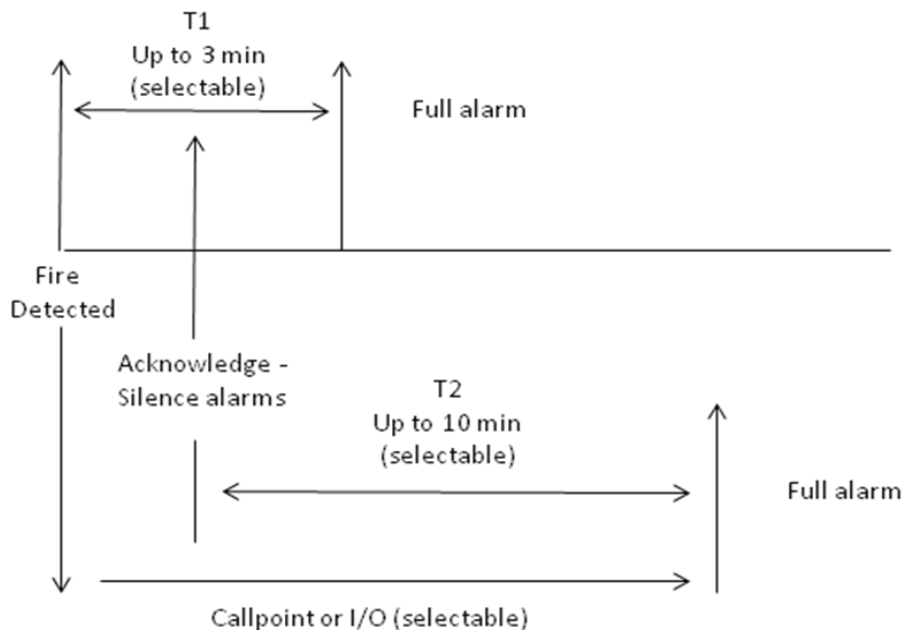 T1
Up to 3 min
(selectable)
Full alarm
Fire
Detected
Acknowledge -
Silence alarms
T2
Up to 10 min
(selectable)
Full alarm
Callpoint or I/O (selectable)